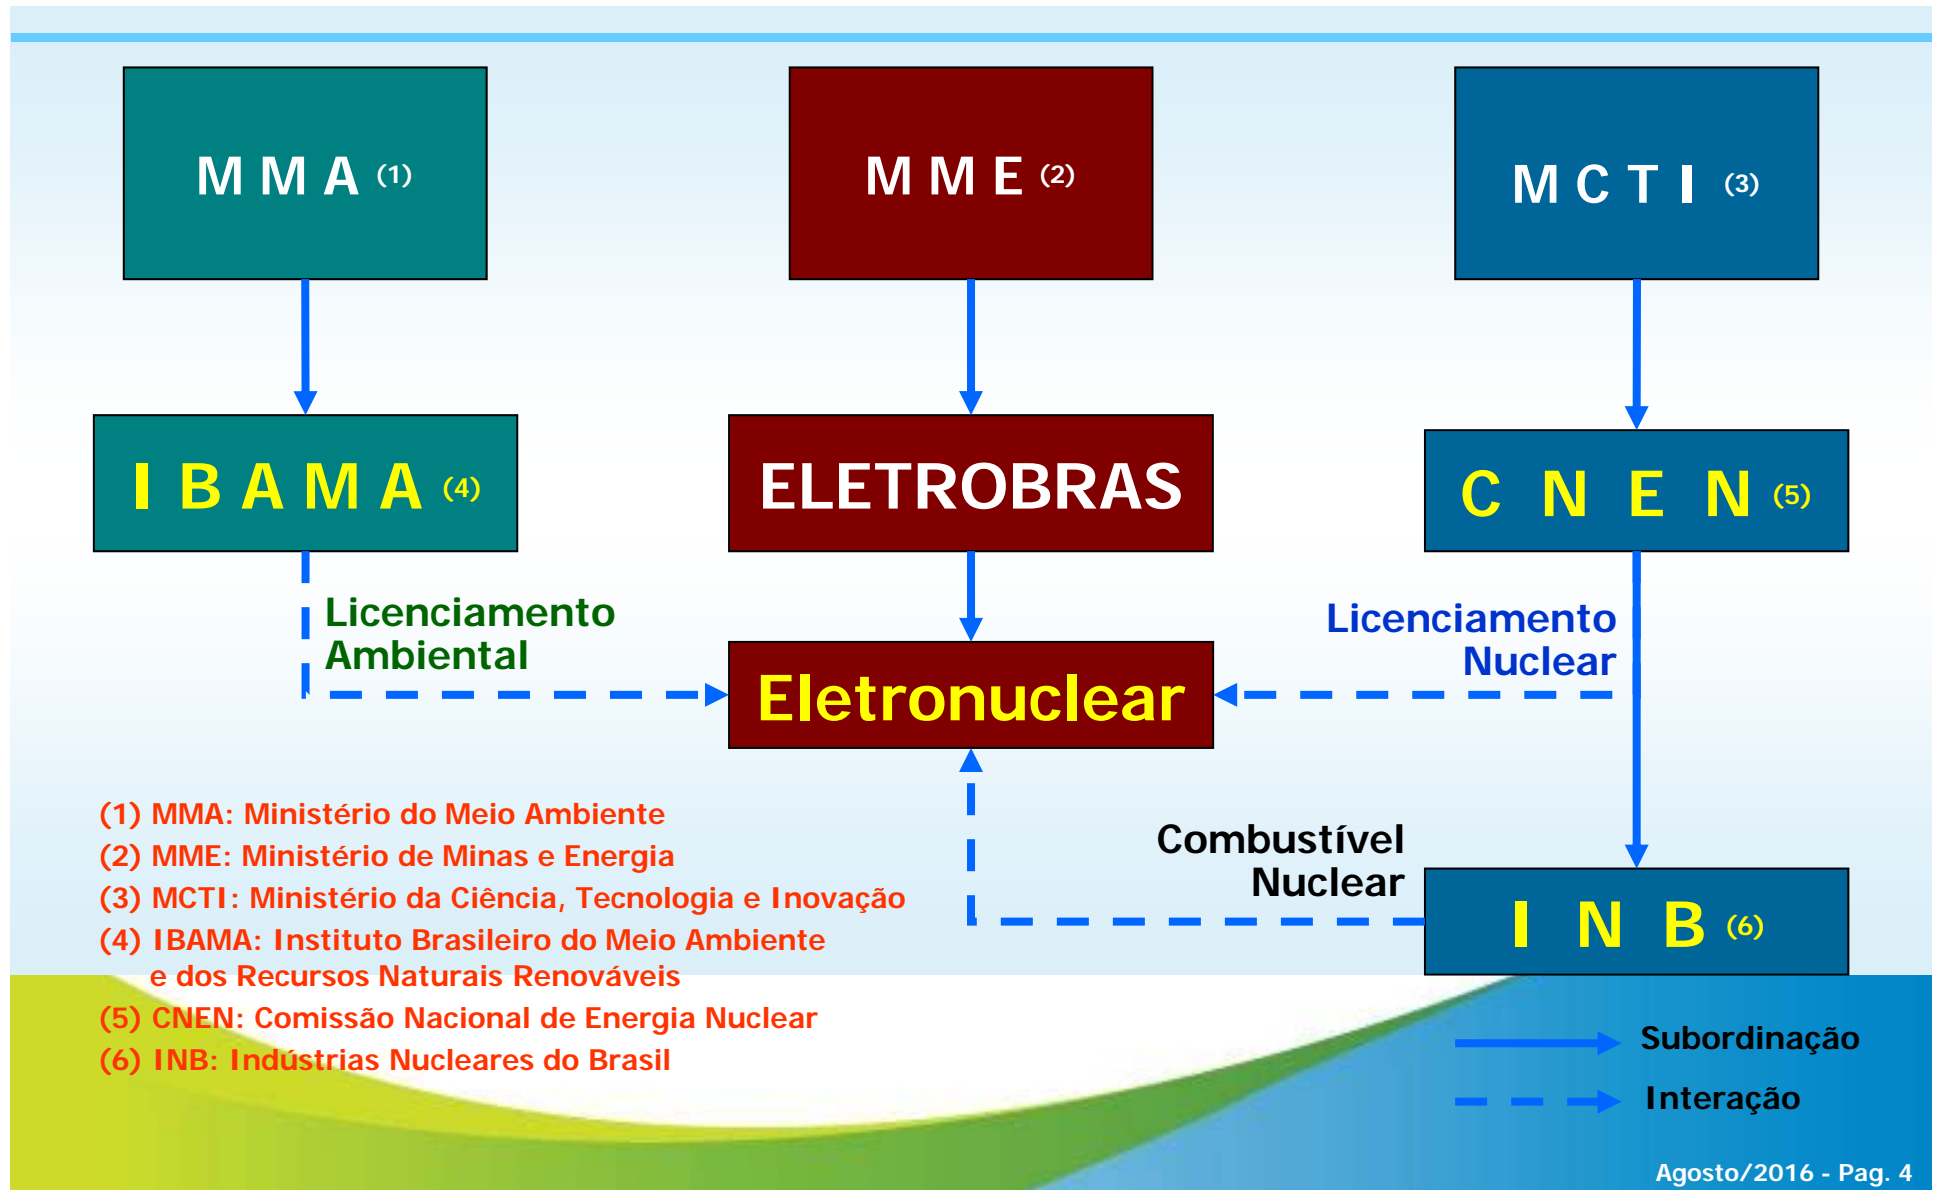 M M A (1)
M M E (2)
M C T I (3)
I B A M A (4)
ELETROBRAS
C N E N (5)
Licenciamento
Ambiental
Licenciamento
Nuclear
Eletronuclear
Combustível
Nuclear
I N B (6)
(1) MMA: Ministério do Meio Ambiente
(2) MME: Ministério de Minas e Energia
(3) MCTI: Ministério da Ciência, Tecnologia e Inovação
(4) IBAMA: Instituto Brasileiro do Meio Ambiente
e dos Recursos Naturais Renováveis
(5) CNEN: Comissão Nacional de Energia Nuclear
(6) INB: Indústrias Nucleares do Brasil
Subordinação
Interação
Agosto/2016 - Pag. 4